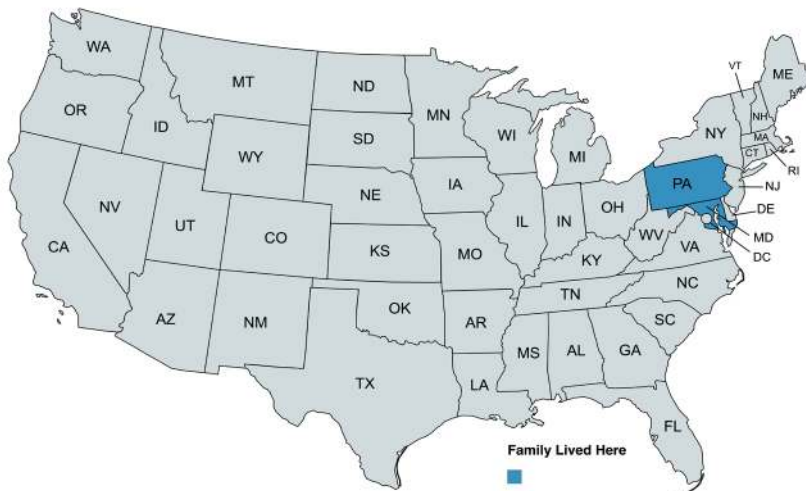 WA
MT
ND
MN
OR
ID
WY
SD
WI
MI
NY
VT
NH
ME
MA
CT
RI
NV
UT
CO
NE
IA
IL
IN
OH
PA
NJ
DE
MD
DC
CA
KS
MO
KY
WV
VA
AZ
NM
OK
AR
TN
NC
SC
TX
LA
MS
AL
GA
FL
Family Lived Here